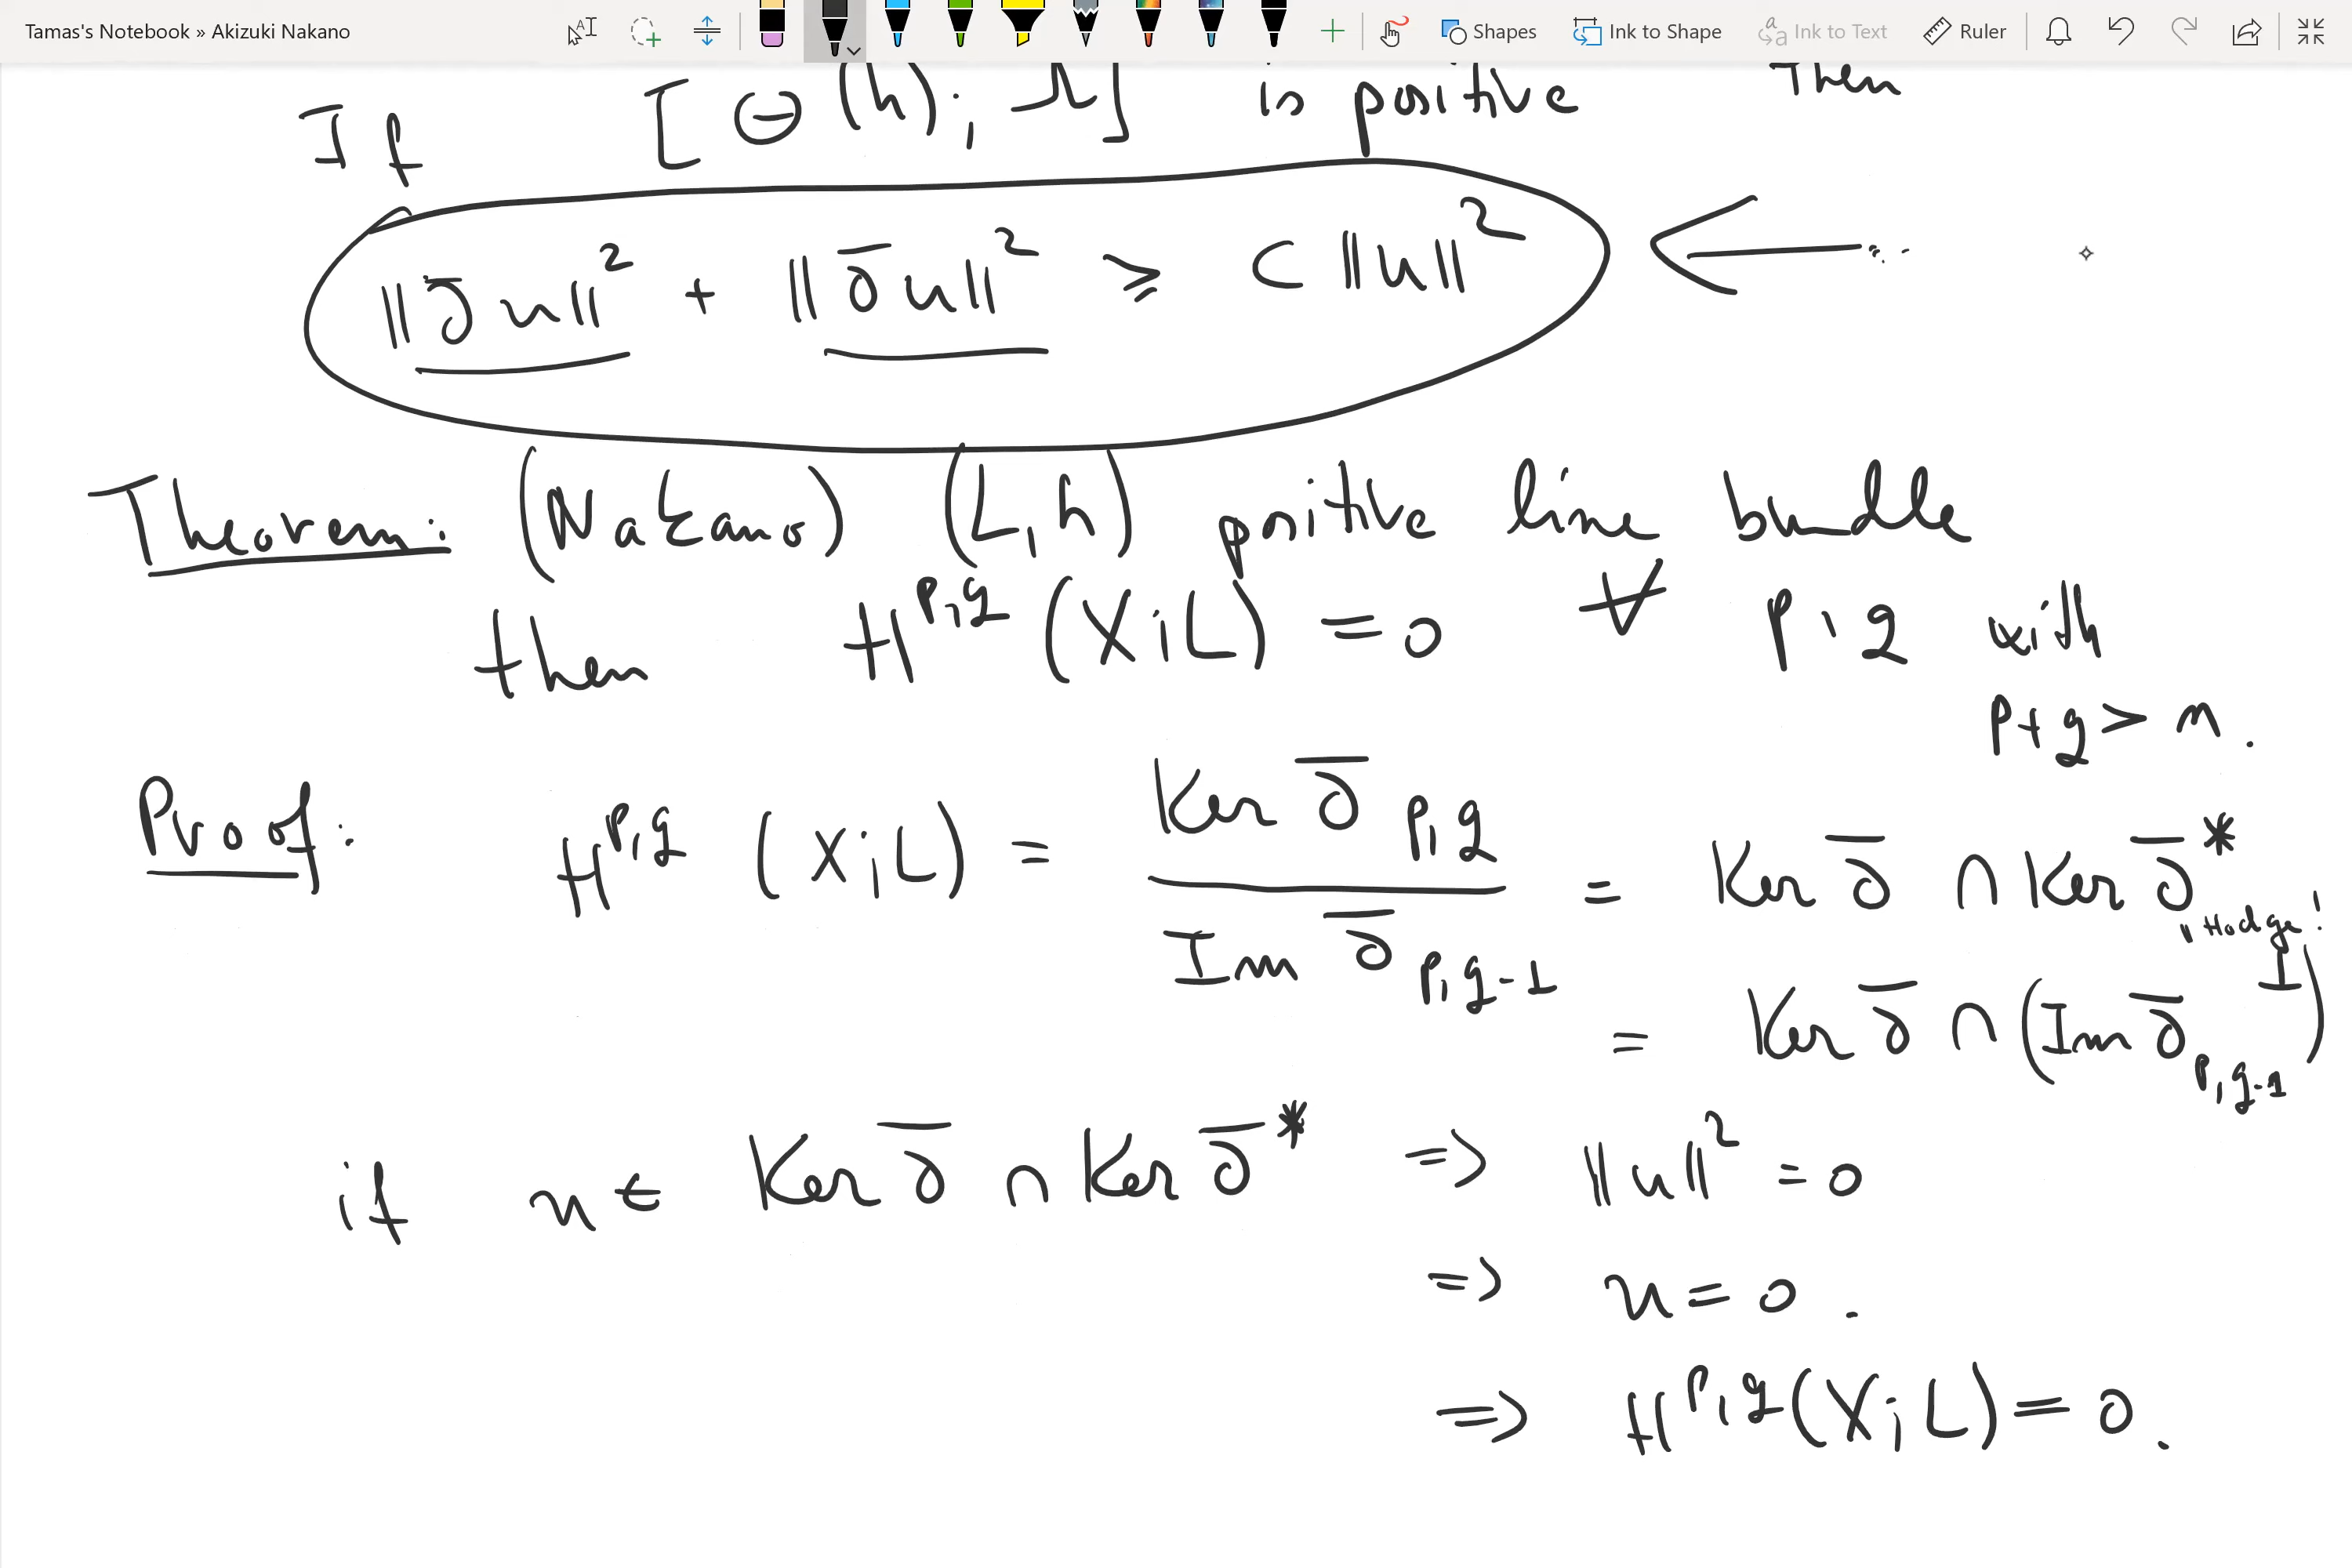 Tamas's Notebook » Akizuki Nakano
Shapes Ink to Shape Ink to Text Ruler
If [Θ(h); Λ] is positive then
‖∂̄u‖² + ‖∂̄u‖² ≥ C‖u‖²
Theorem: (Nakano) (L,h) positive line bundle
then H^{p,q}(X;L) = 0 ∀ p,q with
p+q > n.
Proof: H^{p,q}(X;L) = Ker ∂̄_{p,q} / Im ∂̄_{p,q-1} = Ker ∂̄ ∩ Ker ∂̄*
"Hodge!
= Ker ∂̄ ∩ (Im ∂̄_{p,q-1}^⊥)
if u ∈ Ker ∂̄ ∩ Ker ∂̄* => ‖u‖² = 0
=> u = 0.
=> H^{p,q}(X;L) = 0.